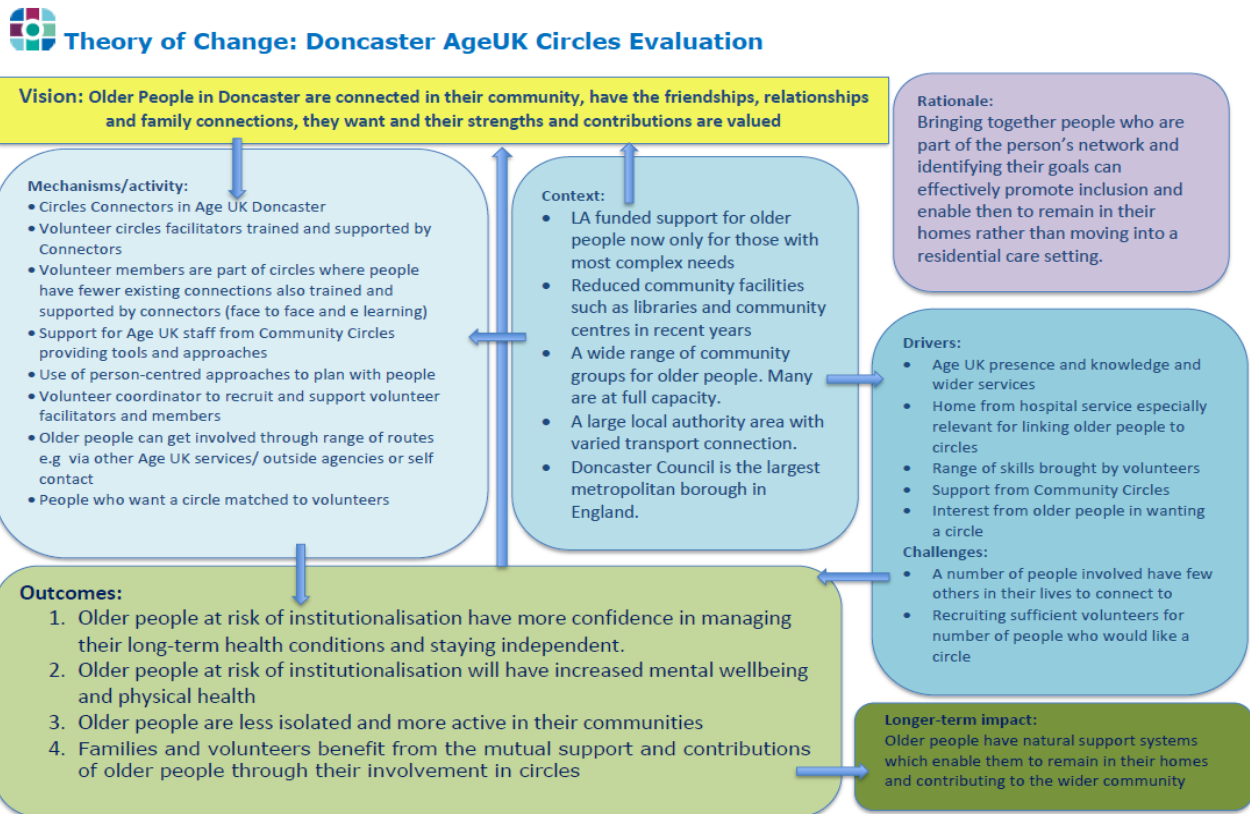 Theory of Change: Doncaster AgeUK Circles Evaluation
Vision: Older People in Doncaster are connected in their community, have the friendships, relationships
and family connections, they want and their strengths and contributions are valued
Rationale:
Bringing together people who are
part of the person's network and
identifying their goals can
effectively promote inclusion and
enable then to remain in their
homes rather than moving into a
residential care setting.
Mechanisms/activity:
• Circles Connectors in Age UK Doncaster
• Volunteer circles facilitators trained and supported by
Connectors
• Volunteer members are part of circles where people
have fewer existing connections also trained and
supported by connectors (face to face and e learning)
• Support for Age UK staff from Community Circles
providing tools and approaches
• Use of person-centred approaches to plan with people
• Volunteer coordinator to recruit and support volunteer
facilitators and members
• Older people can get involved through range of routes
e.g via other Age UK services/ outside agencies or self
contact
• People who want a circle matched to volunteers
Context:
• LA funded support for older
people now only for those with
most complex needs
• Reduced community facilities
such as libraries and community
centres in recent years
• A wide range of community
groups for older people. Many
are at full capacity.
• A large local authority area with
varied transport connection.
• Doncaster Council is the largest
metropolitan borough in
England.
Drivers:
• Age UK presence and knowledge and
wider services
• Home from hospital service especially
relevant for linking older people to
circles
• Range of skills brought by volunteers
• Support from Community Circles
• Interest from older people in wanting
a circle
Challenges:
• A number of people involved have few
others in their lives to connect to
• Recruiting sufficient volunteers for
number of people who would like a
circle
Outcomes:
1. Older people at risk of institutionalisation have more confidence in managing
their long-term health conditions and staying independent.
2. Older people at risk of institutionalisation will have increased mental wellbeing
and physical health
3. Older people are less isolated and more active in their communities
4. Families and volunteers benefit from the mutual support and contributions
of older people through their involvement in circles
Longer-term impact:
Older people have natural support systems
which enable them to remain in their homes
and contributing to the wider community